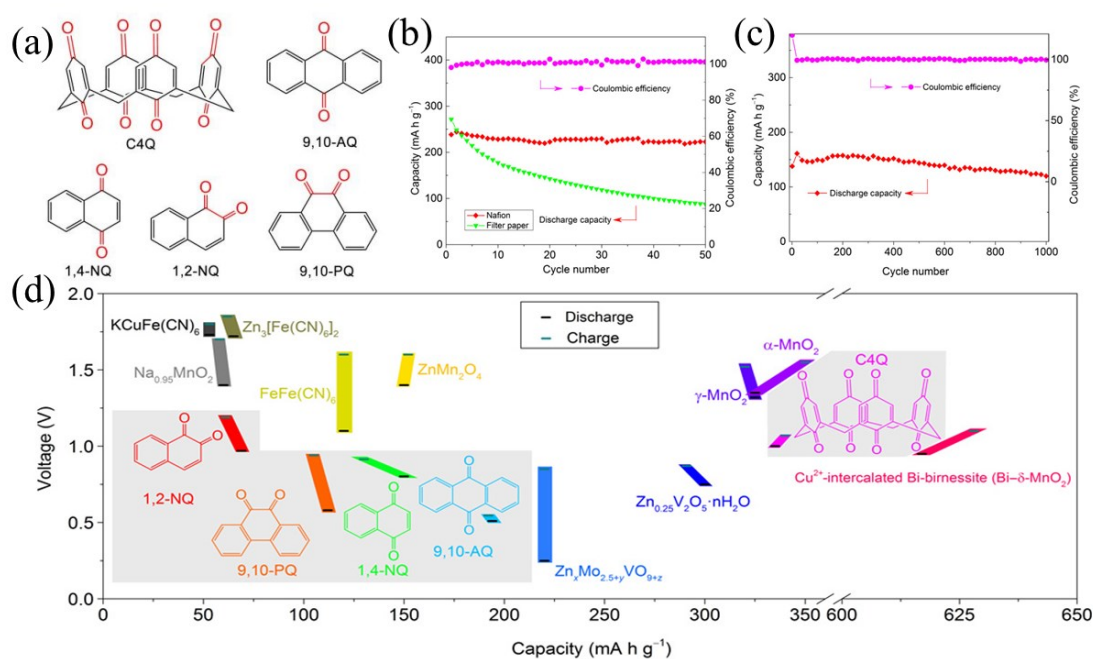 (a)
O O O O
O O O O
C4Q
O
O
9,10-AQ
O
O
1,4-NQ
O
O
1,2-NQ
O O
9,10-PQ
(b)
Capacity (mA h g⁻¹)
400
350
300
250
200
150
100
50
0
Coulombic efficiency
Nafion
Filter paper
Discharge capacity
100
80
60
40
20
0
Coulombic efficiency (%)
0 10 20 30 40 50
Cycle number
(c)
Capacity (mA h g⁻¹)
300
200
100
0
Coulombic efficiency
Discharge capacity
100
50
0
Coulombic efficiency (%)
0 200 400 600 800 1000
Cycle number
(d)
Voltage (V)
2.0
1.5
1.0
0.5
0.0
Discharge
Charge
KCuFe(CN)₆
Zn₃[Fe(CN)₆]₂
Na₀.₉₅MnO₂
FeFe(CN)₆
ZnMn₂O₄
α-MnO₂
γ-MnO₂
C4Q
O O O O
O O O O
Cu²⁺-intercalated Bi-birnessite (Bi–δ-MnO₂)
O
O
1,2-NQ
O O
9,10-PQ
O
O
1,4-NQ
O
O
9,10-AQ
Zn₀.₂₅V₂O₅·nH₂O
ZnₓMo₂.₅₊ᵧVO₉₊z
0 50 100 150 200 250 300 350 600 625 650
Capacity (mA h g⁻¹)